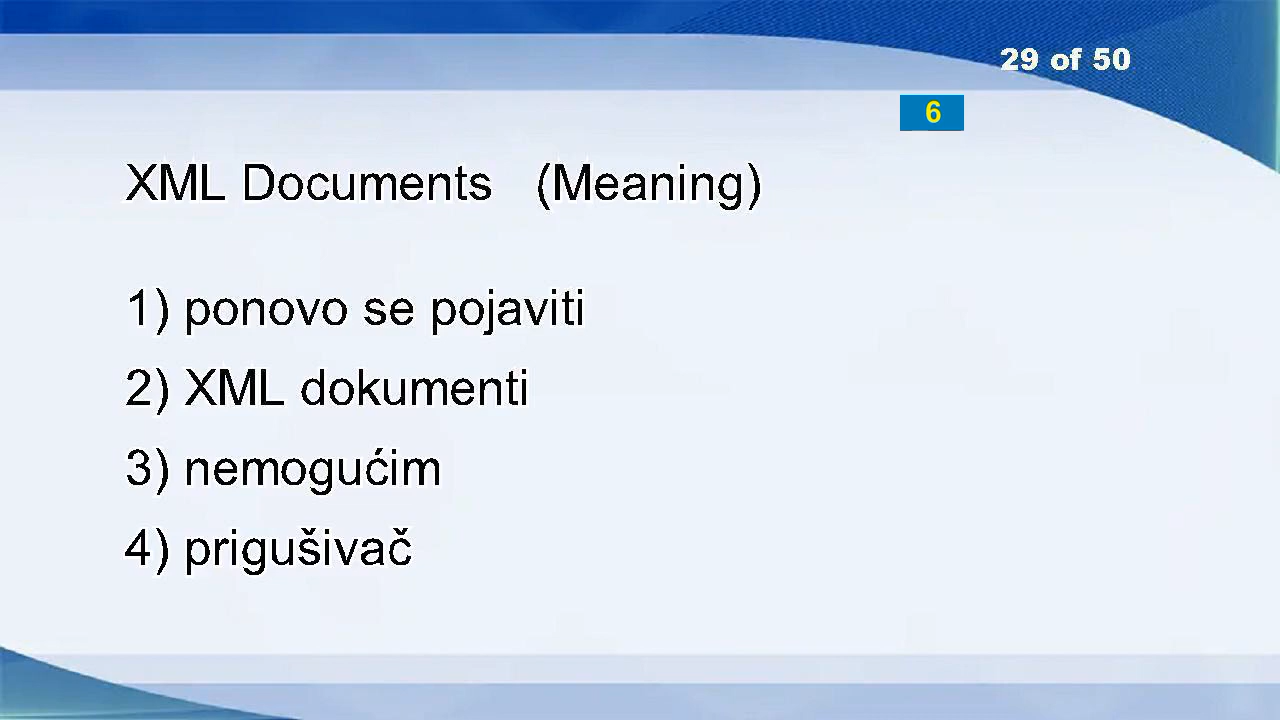 29 of 50
6
XML Documents (Meaning)
1) ponovo se pojaviti
2) XML dokumenti
3) nemogućim
4) prigušivač